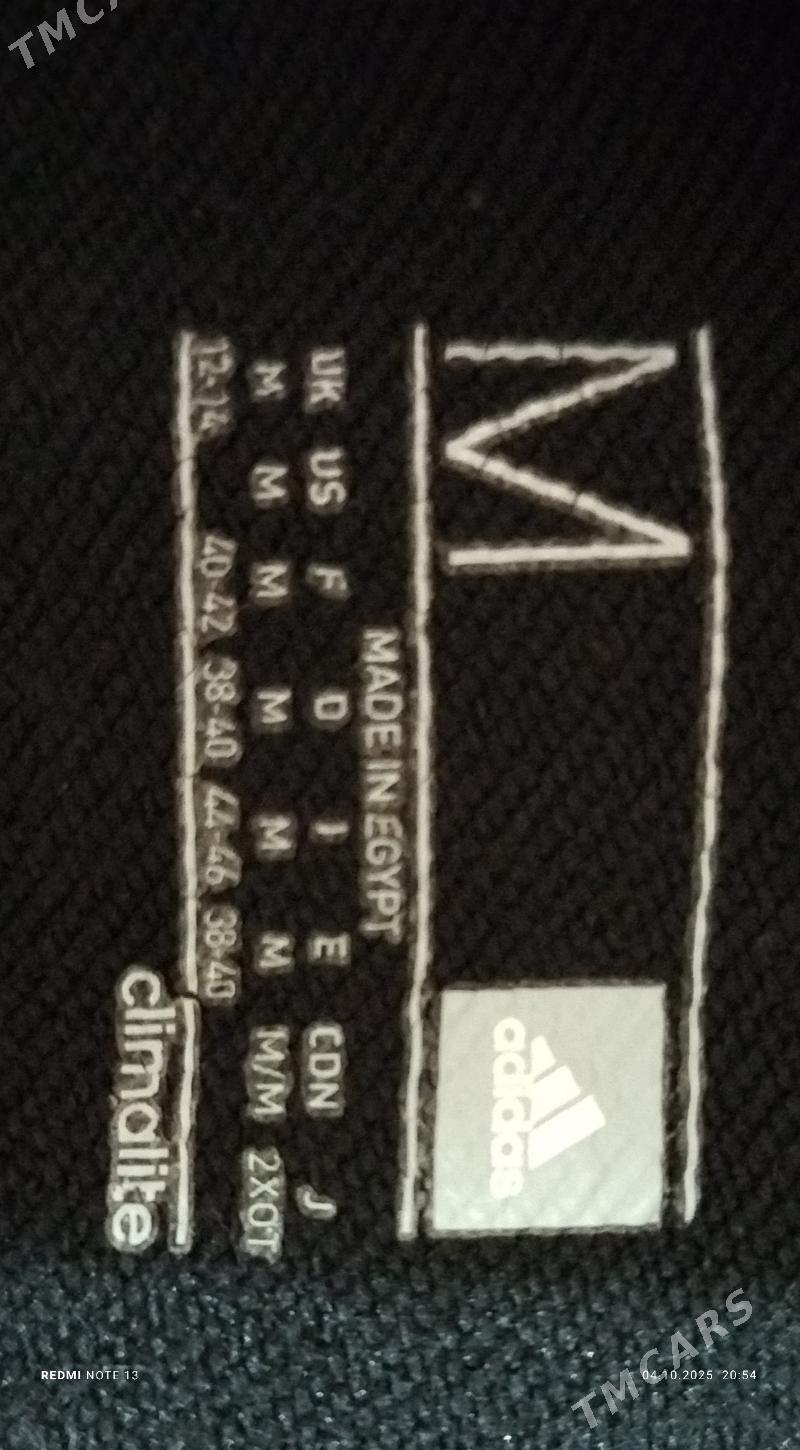 TMCA
M
adidas
MADE IN EGYPT
UK US F D I E CDN J
M M M M M M M/M 2XOT
12-14 40-42 38-40 44-46 38-40
climalite
TMCARS
REDMI NOTE 13
04.10.2025 20:54